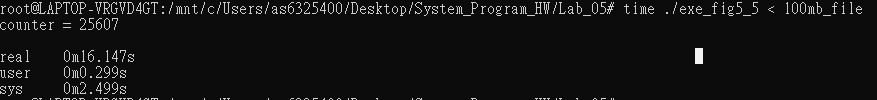 root@LAPTOP-VRGVD4GT:/mnt/c/Users/as6325400/Desktop/System_Program_HW/Lab_05# time ./exe_fig5_5 < 100mb_file
counter = 25607
real 0m16.147s
user 0m0.299s
sys 0m2.499s